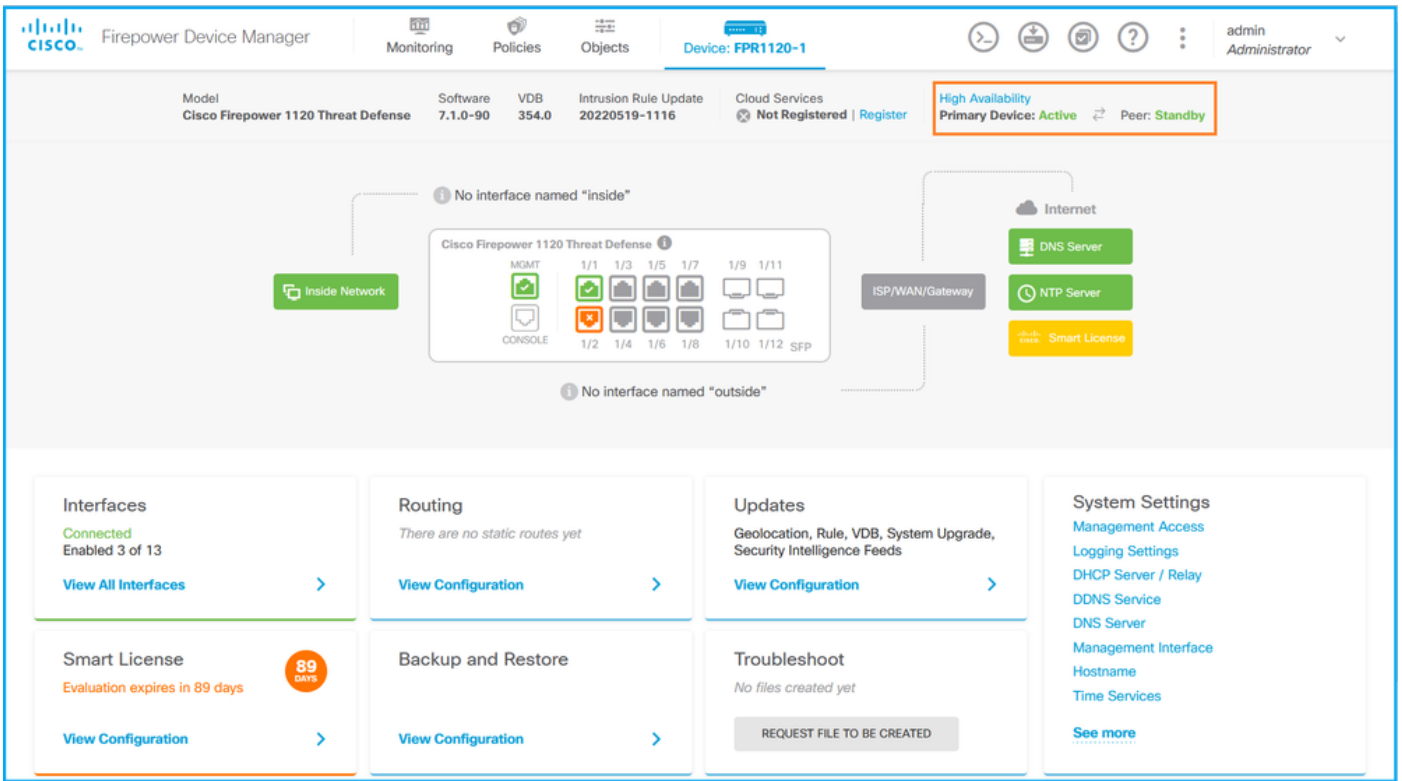 CISCO
Firepower Device Manager
Monitoring
Policies
Objects
Device: FPR1120-1
admin
Administrator
Model
Cisco Firepower 1120 Threat Defense
Software
7.1.0-90
VDB
354.0
Intrusion Rule Update
20220519-1116
Cloud Services
Not Registered | Register
High Availability
Primary Device: Active
Peer: Standby
No interface named "inside"
Internet
Cisco Firepower 1120 Threat Defense
MGMT
1/1 1/3 1/5 1/7 1/9 1/11
CONSOLE
1/2 1/4 1/6 1/8 1/10 1/12 SFP
Inside Network
ISP/WAN/Gateway
DNS Server
NTP Server
Smart License
No interface named "outside"
Interfaces
Connected
Enabled 3 of 13
View All Interfaces
Routing
There are no static routes yet
View Configuration
Updates
Geolocation, Rule, VDB, System Upgrade,
Security Intelligence Feeds
View Configuration
System Settings
Management Access
Logging Settings
DHCP Server / Relay
DDNS Service
DNS Server
Management Interface
Hostname
Time Services
See more
Smart License
Evaluation expires in 89 days
89
DAYS
View Configuration
Backup and Restore
View Configuration
Troubleshoot
No files created yet
REQUEST FILE TO BE CREATED